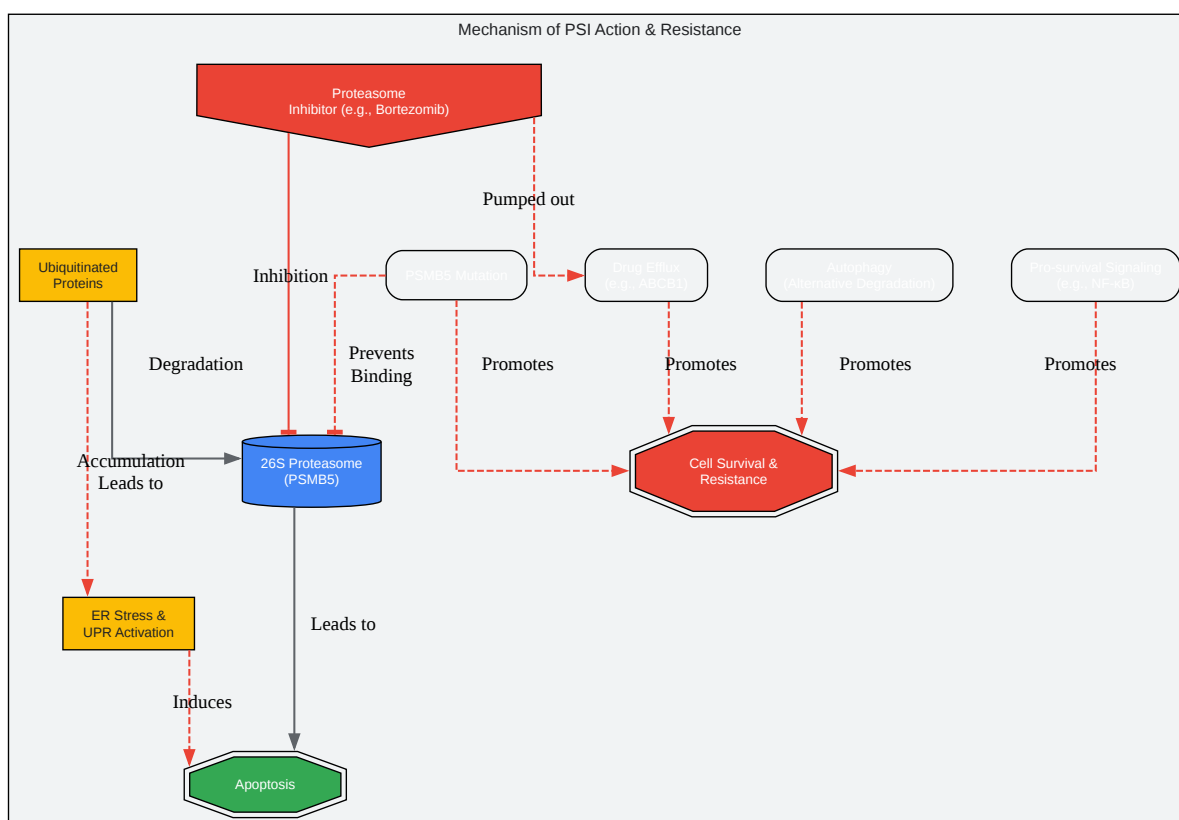 Mechanism of PSI Action & Resistance
Proteasome
Inhibitor (e.g., Bortezomib)
Pumped out
Ubiquitinated
Proteins
Inhibition
PSMB5 Mutation
Drug Efflux
(e.g., ABCB1)
Autophagy
(Alternative Degradation)
Pro-survival Signaling
(e.g., NF-κB)
Degradation
Prevents
Binding
Promotes
Promotes
Promotes
Promotes
Accumulation
Leads to
26S Proteasome
(PSMB5)
Cell Survival &
Resistance
ER Stress &
UPR Activation
Leads to
Induces
Apoptosis